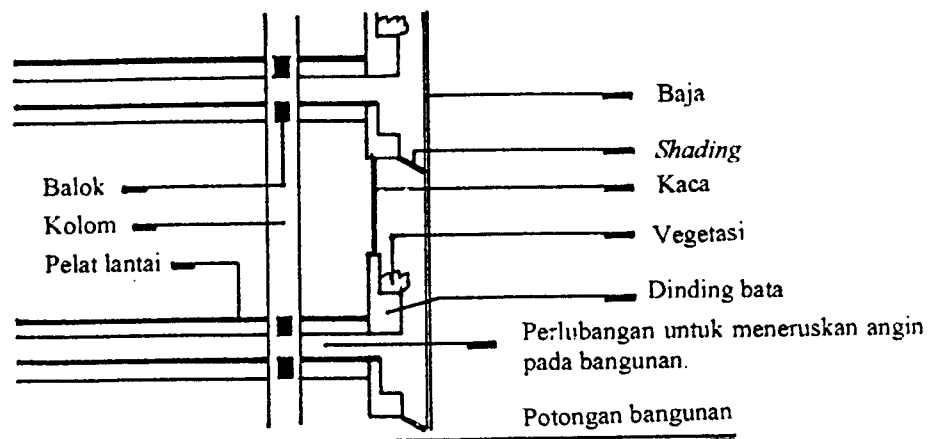 Baja
Shading
Kaca
Balok
Kolom
Vegetasi
Pelat lantai
Dinding bata
Perlubangan untuk meneruskan angin
pada bangunan.
Potongan bangunan